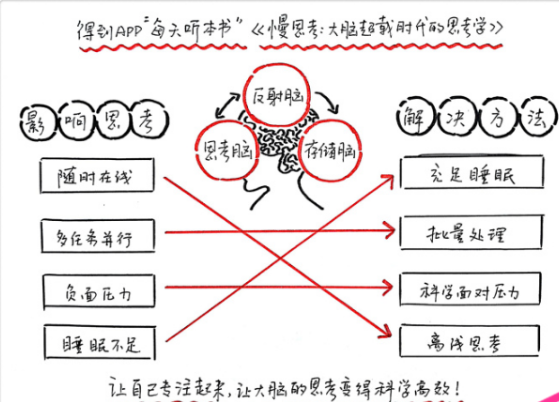 得到APP"每天听本书"《慢思考:大脑超载时代的思考学》
反射脑
思考脑
存储脑
影响思考
解决方法
随时在线
充足睡眠
多任务并行
批量处理
负面压力
科学面对压力
睡眠不足
离线思考
让自己专注起来,让大脑的思考变得科学高效!